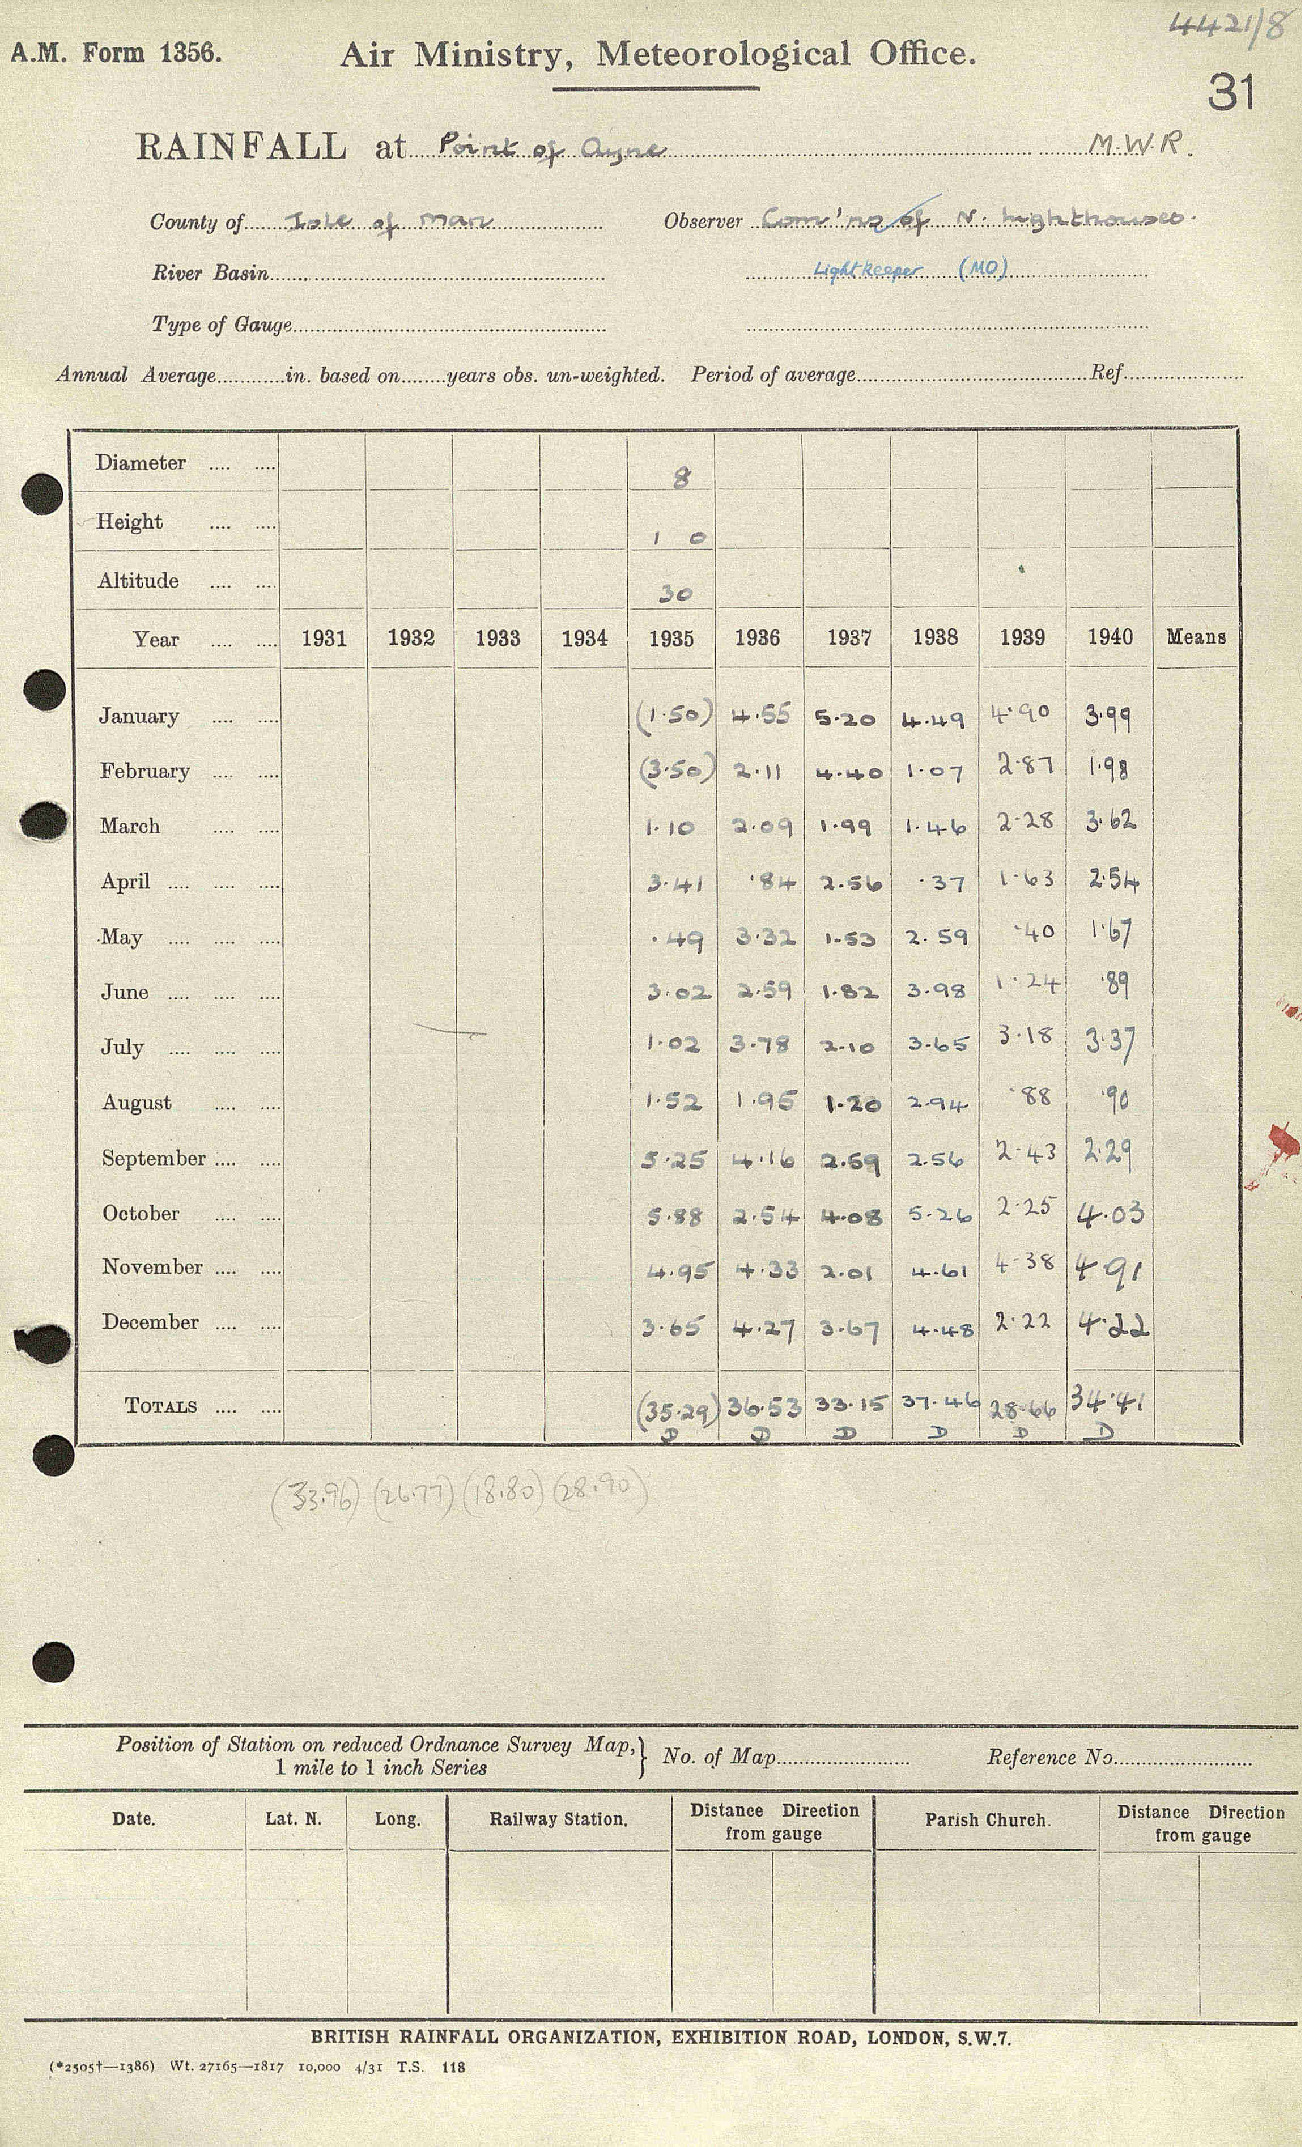 4421/8
A.M. Form 1356. Air Ministry, Meteorological Office.
31
RAINFALL at Point of Ayre M.W.R.
County of Isle of Man Observer Com'rs of N. Lighthouses.
River Basin Lightkeeper (MO)
Type of Gauge
Annual Average in. based on years obs. un-weighted. Period of average Ref
Diameter 8
Height 1 0
Altitude 30
Year 1931 1932 1933 1934 1935 1936 1937 1938 1939 1940 Means
January (1.50) 4.55 5.20 4.49 4.90 3.99
February (3.50) 2.11 4.40 1.07 2.87 1.98
March 1.10 2.09 1.99 1.46 2.28 3.62
April 3.41 .84 2.56 .37 1.63 2.54
May .49 3.32 1.53 2.59 .40 1.67
June 3.02 2.59 1.82 3.98 1.24 .89
July 1.02 3.78 2.10 3.65 3.18 3.37
August 1.52 1.95 1.20 2.94 .88 .90
September 5.25 4.16 2.59 2.56 2.43 2.29
October 5.88 2.54 4.08 5.26 2.25 4.03
November 4.95 4.33 2.01 4.61 4.38 4.91
December 3.65 4.27 3.67 4.48 2.22 4.22
TOTALS (35.29) 36.53 33.15 37.46 28.66 34.41
D D D D D D
(33.96) (26.77) (18.80) (28.90)
Position of Station on reduced Ordnance Survey Map, } No. of Map Reference No.
1 mile to 1 inch Series
Date. Lat. N. Long. Railway Station. Distance Direction Parish Church. Distance Direction
from gauge from gauge
BRITISH RAINFALL ORGANIZATION, EXHIBITION ROAD, LONDON, S.W.7.
(*2505†—1386) Wt. 27165—1817 10,000 4/31 T.S. 118